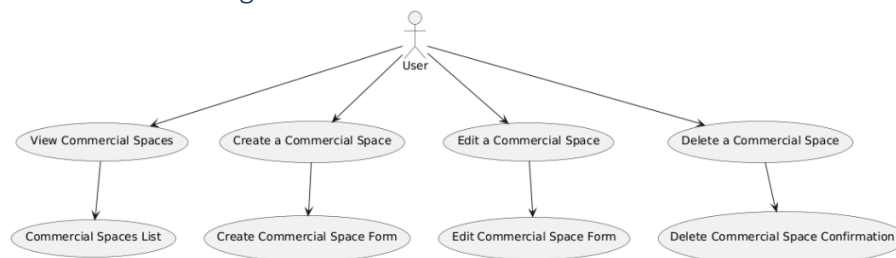 User
View Commercial Spaces
Create a Commercial Space
Edit a Commercial Space
Delete a Commercial Space
Commercial Spaces List
Create Commercial Space Form
Edit Commercial Space Form
Delete Commercial Space Confirmation